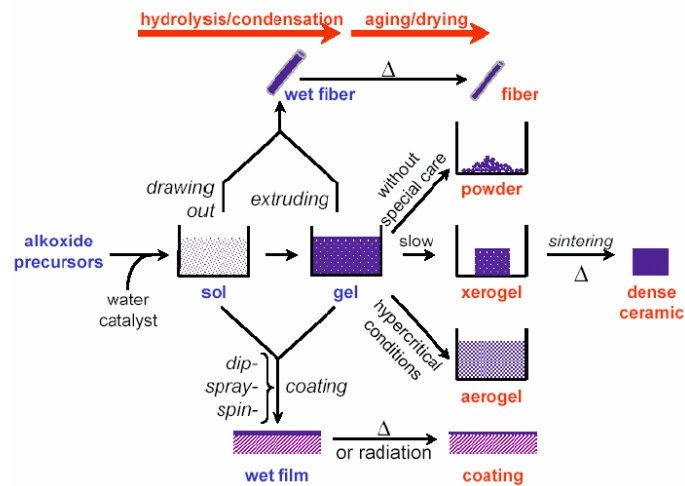 hydrolysis/condensation
aging/drying
wet fiber
Δ
fiber
drawing
out
extruding
without
special care
powder
alkoxide
precursors
water
catalyst
sol
gel
slow
xerogel
sintering
Δ
dense
ceramic
hypercritical
conditions
aerogel
dip-
spray-
spin-
coating
wet film
Δ
or radiation
coating